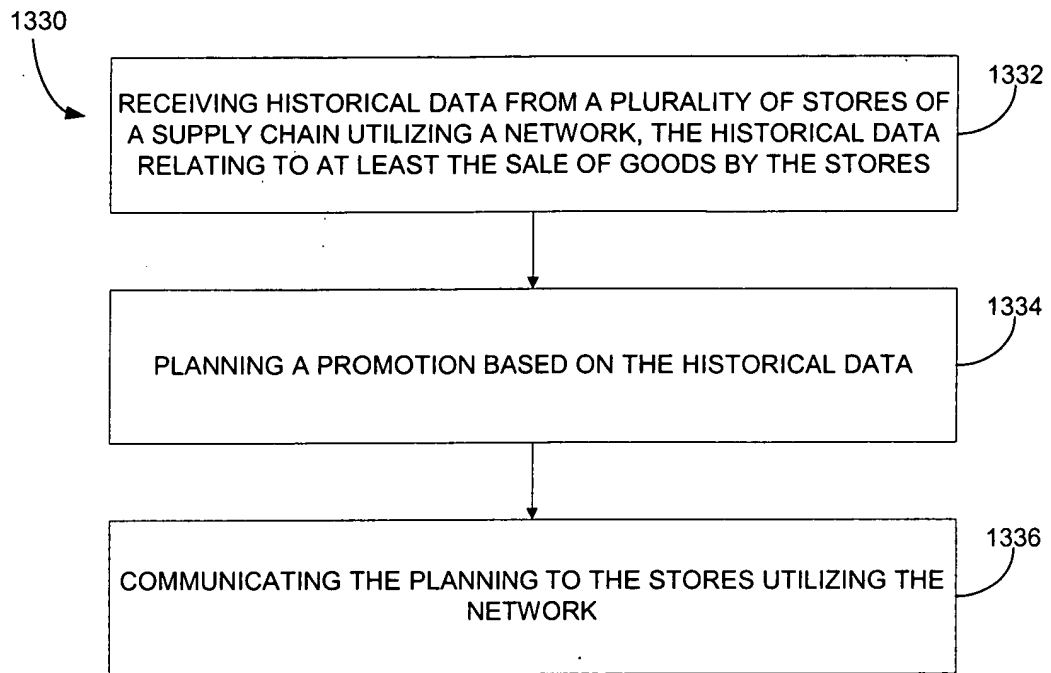 1330
1332
RECEIVING HISTORICAL DATA FROM A PLURALITY OF STORES OF
A SUPPLY CHAIN UTILIZING A NETWORK, THE HISTORICAL DATA
RELATING TO AT LEAST THE SALE OF GOODS BY THE STORES
1334
PLANNING A PROMOTION BASED ON THE HISTORICAL DATA
1336
COMMUNICATING THE PLANNING TO THE STORES UTILIZING THE
NETWORK